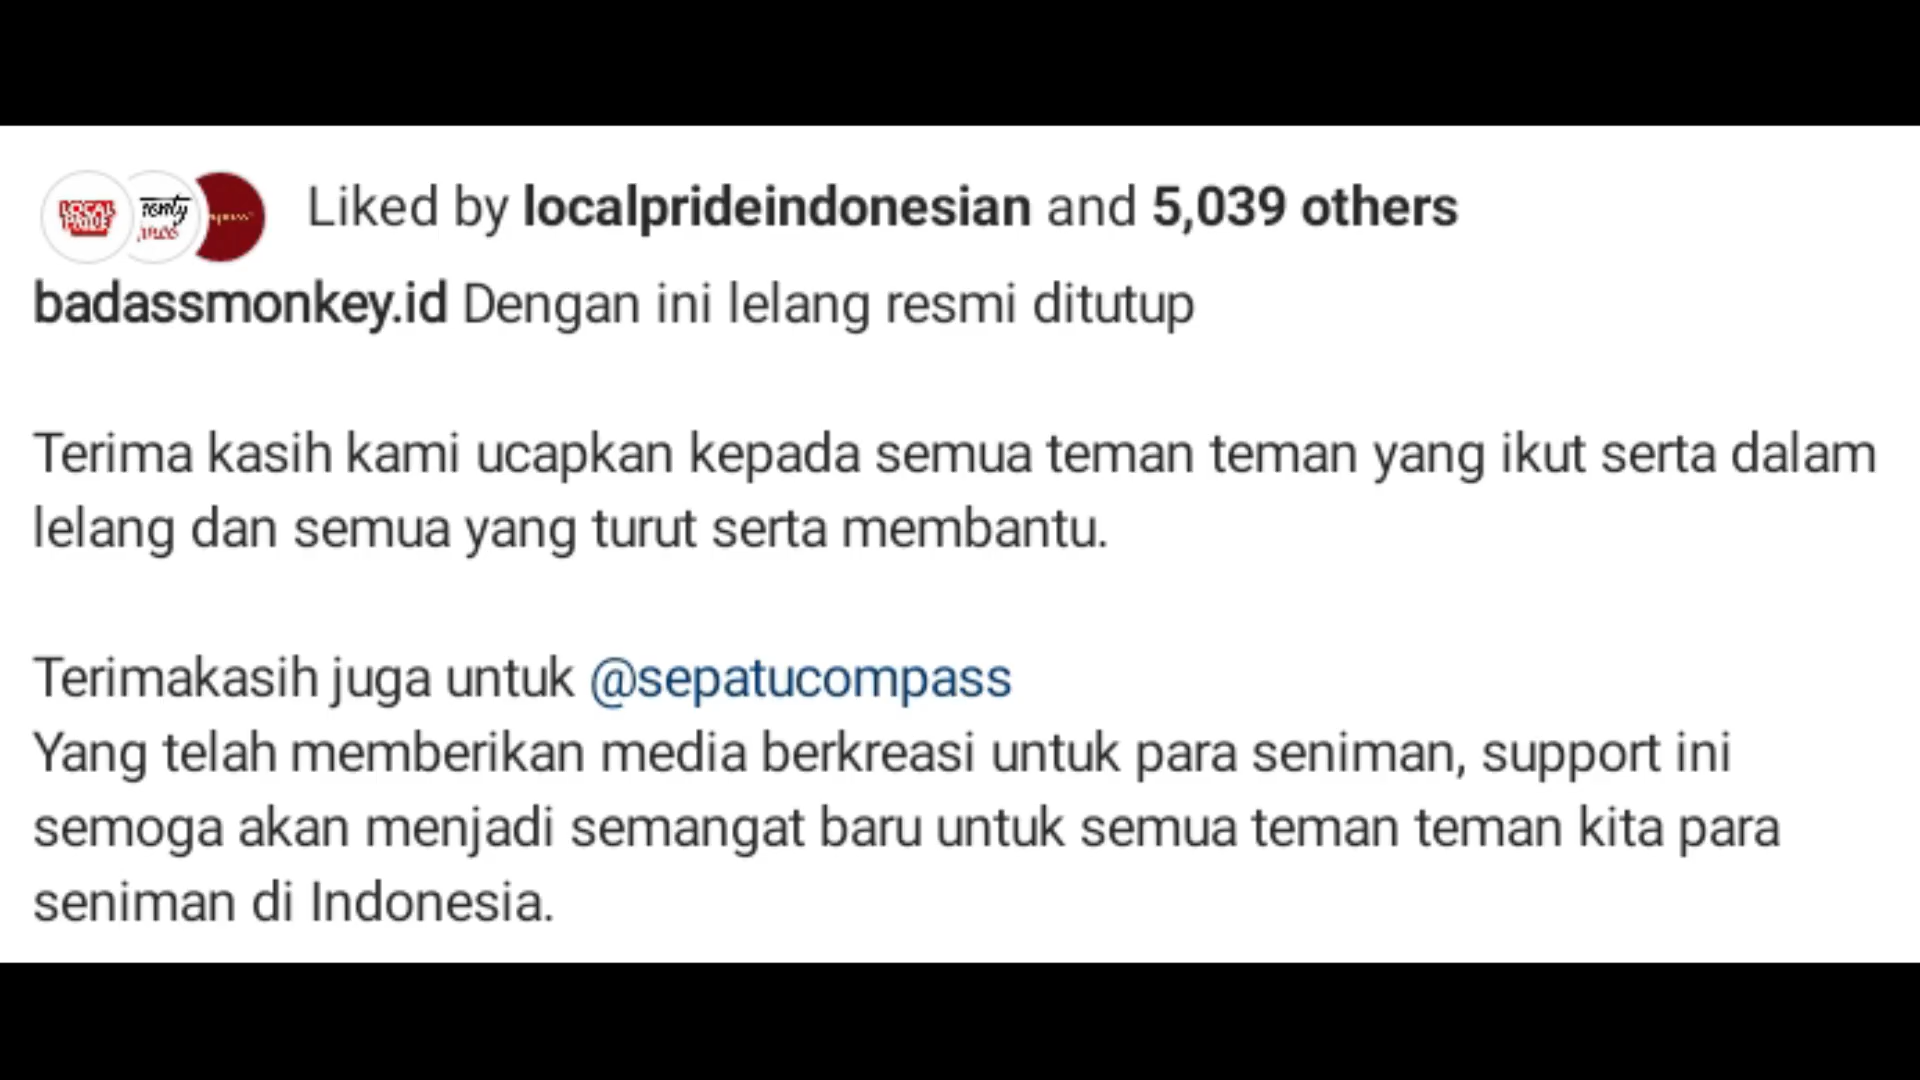 LOCAL PRIDE
Liked by localprideindonesian and 5,039 others
badassmonkey.id Dengan ini lelang resmi ditutup
Terima kasih kami ucapkan kepada semua teman teman yang ikut serta dalam
lelang dan semua yang turut serta membantu.
Terimakasih juga untuk @sepatucompass
Yang telah memberikan media berkreasi untuk para seniman, support ini
semoga akan menjadi semangat baru untuk semua teman teman kita para
seniman di Indonesia.